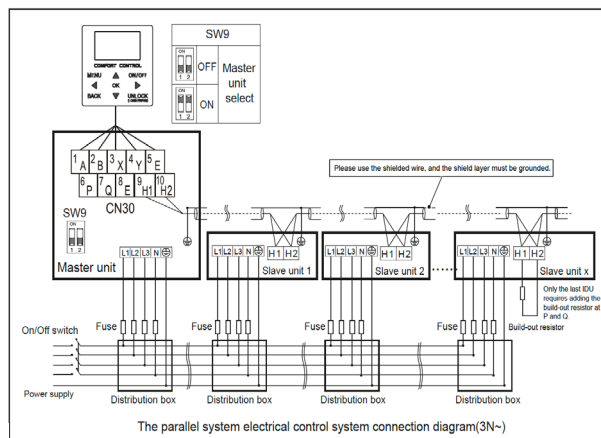 SW9
ON
1 2
OFF
Master unit select
ON
1 2
ON
COMFORT CONTROL
MENU ON/OFF
OK
BACK UNLOCK
1 A 2 B 3 X 4 Y 5 E
6 P 7 Q 8 E 9 H1 10 H2
CN30
Please use the shielded wire, and the shield layer must be grounded.
SW9
ON
1 2
Master unit
L1 L2 L3 N
L1 L2 L3 N
H1 H2
Slave unit 1
L1 L2 L3 N
H1 H2
Slave unit 2
L1 L2 L3 N
H1 H2
Slave unit x
Only the last IDU
requires adding the
build-out resistor at
P and Q
Build-out resistor
On/Off switch
Fuse
Fuse
Fuse
Fuse
Power supply
Distribution box
Distribution box
Distribution box
Distribution box
The parallel system electrical control system connection diagram(3N~)